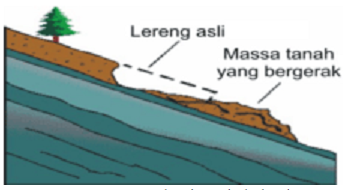 Lereng asli
Massa tanah
yang bergerak